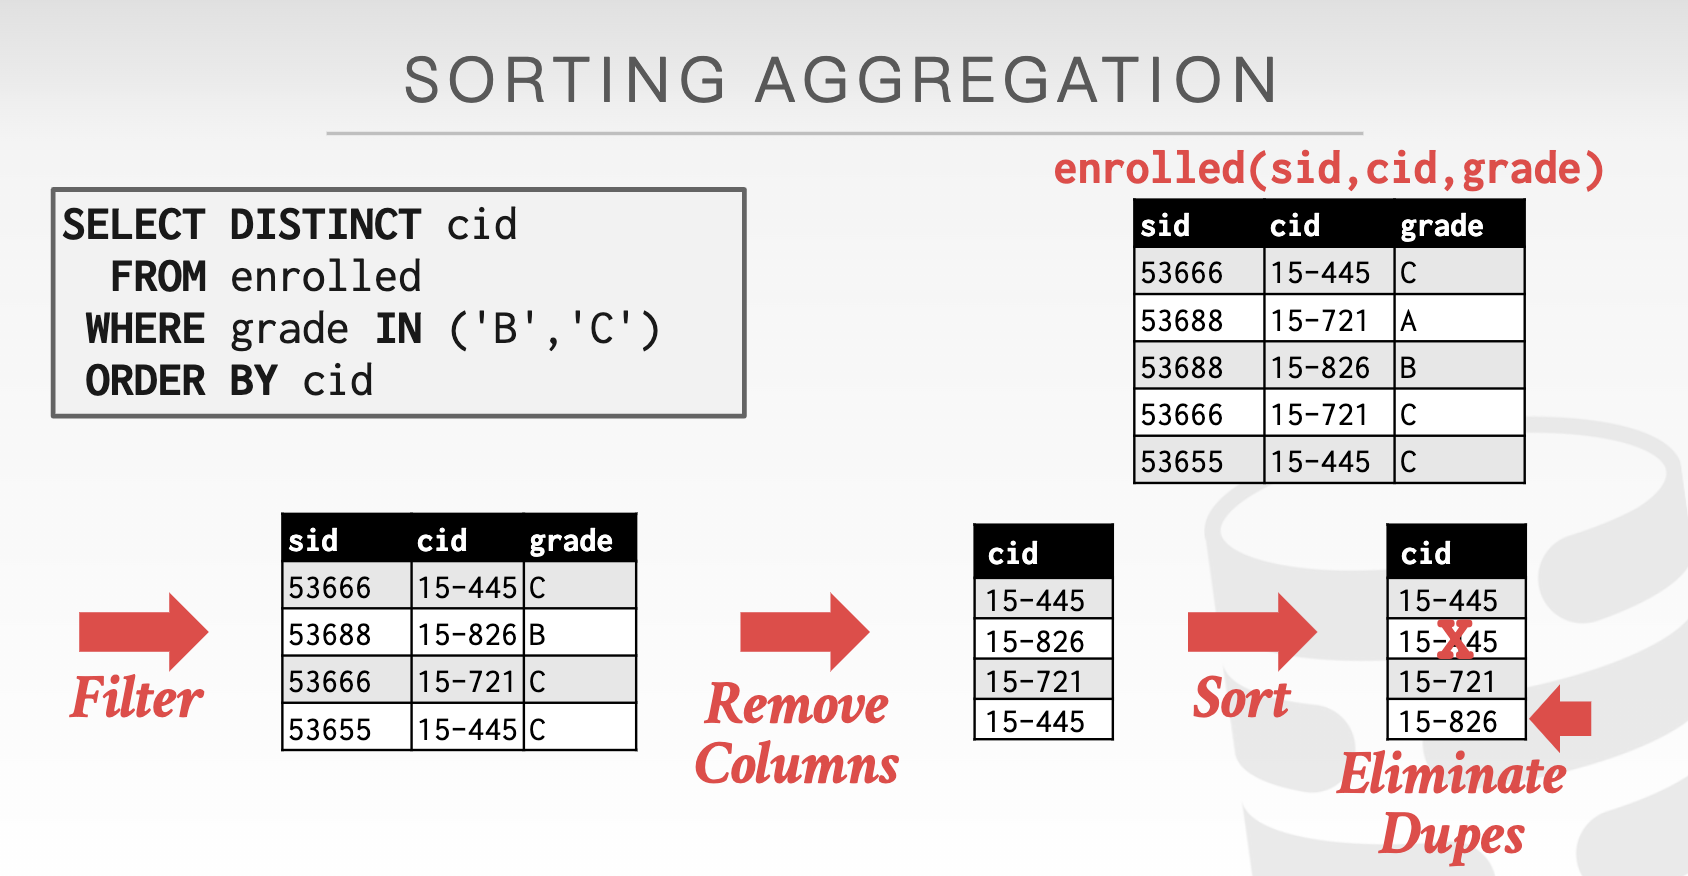 SORTING AGGREGATION
SELECT DISTINCT cid
FROM enrolled
WHERE grade IN ('B','C')
ORDER BY cid
enrolled(sid,cid,grade)
sid cid grade
53666 15-445 C
53688 15-721 A
53688 15-826 B
53666 15-721 C
53655 15-445 C
Filter
sid cid grade
53666 15-445 C
53688 15-826 B
53666 15-721 C
53655 15-445 C
Remove
Columns
cid
15-445
15-826
15-721
15-445
Sort
cid
15-445
15-445
X
15-721
15-826
Eliminate
Dupes